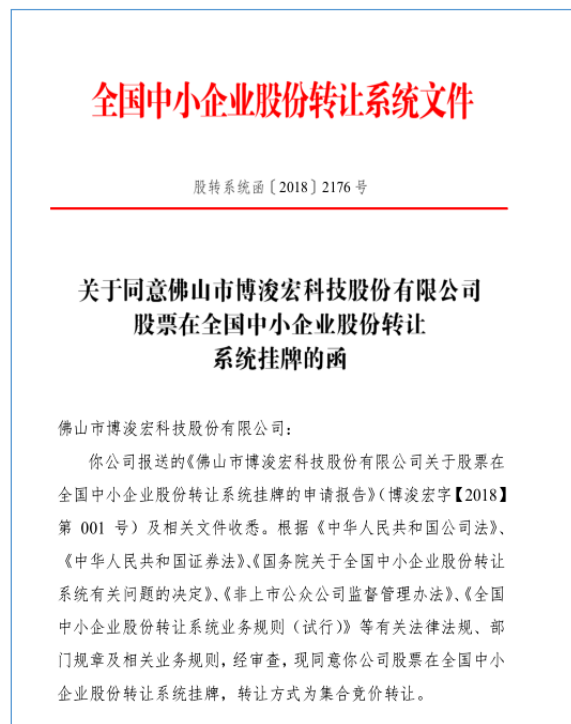 全国中小企业股份转让系统文件
股转系统函〔2018〕2176 号
关于同意佛山市博浚宏科技股份有限公司
股票在全国中小企业股份转让
系统挂牌的函
佛山市博浚宏科技股份有限公司：
你公司报送的《佛山市博浚宏科技股份有限公司关于股票在
全国中小企业股份转让系统挂牌的申请报告》（博浚宏字【2018】
第 001 号）及相关文件收悉。根据《中华人民共和国公司法》、
《中华人民共和国证券法》、《国务院关于全国中小企业股份转让
系统有关问题的决定》、《非上市公众公司监督管理办法》、《全国
中小企业股份转让系统业务规则（试行）》等有关法律法规、部
门规章及相关业务规则，经审查，现同意你公司股票在全国中小
企业股份转让系统挂牌，转让方式为集合竞价转让。